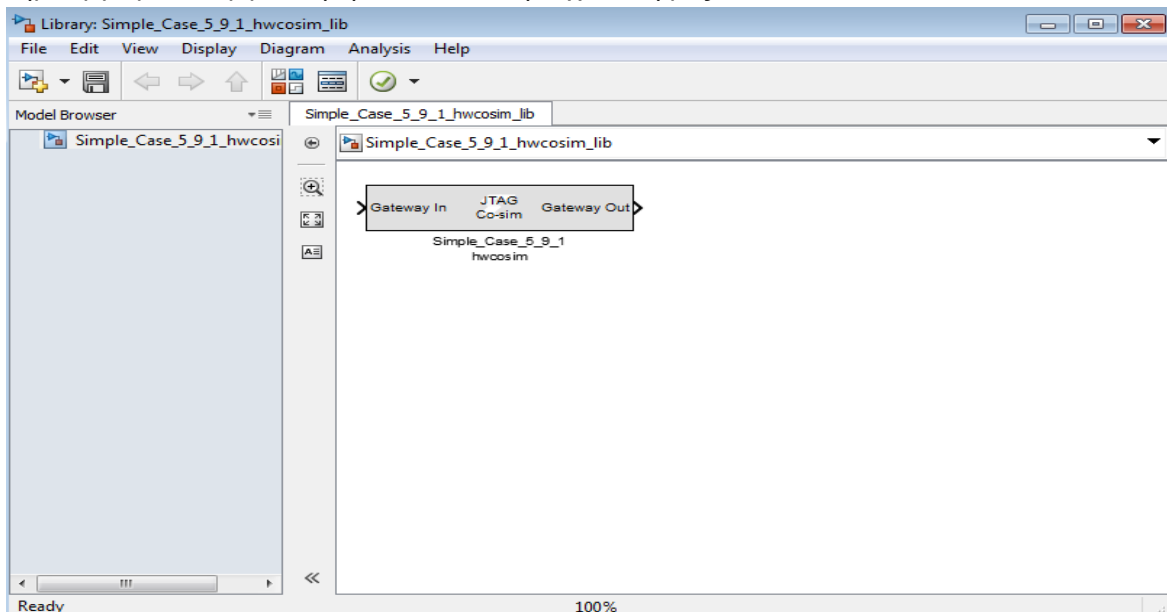 Library: Simple_Case_5_9_1_hwcosim_lib
File Edit View Display Diagram Analysis Help
Model Browser
Simple_Case_5_9_1_hwcosim_lib
Simple_Case_5_9_1_hwcosi
Simple_Case_5_9_1_hwcosim_lib
Gateway In
JTAG
Co-sim
Gateway Out
Simple_Case_5_9_1
hwcosim
Ready
100%